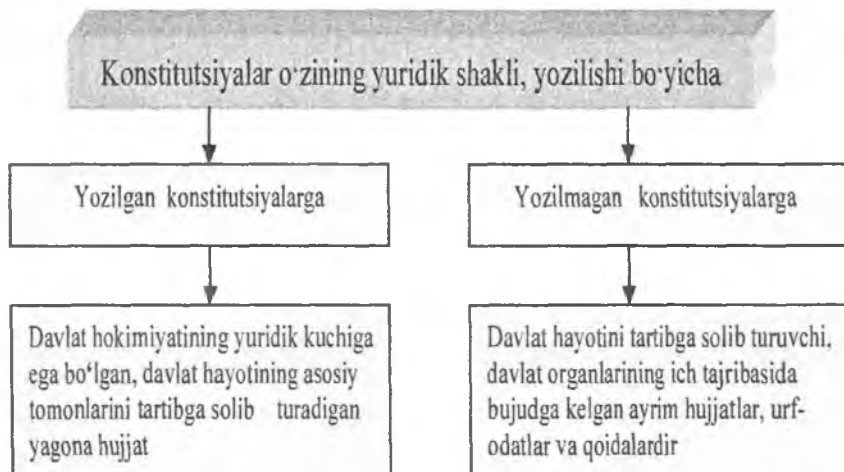 Konstitutsiyalar o‘zining yuridik shakli, yozilishi bo‘yicha
Yozilgan konstitutsiyalarga
Yozilmagan konstitutsiyalarga
Davlat hokimiyatining yuridik kuchiga
ega bo‘lgan, davlat hayotining asosiy
tomonlarini tartibga solib turadigan
yagona hujjat
Davlat hayotini tartibga solib turuvchi,
davlat organlarining ich tajribasida
bujudga kelgan ayrim hujjatlar, urf-
odatlar va qoidalardir